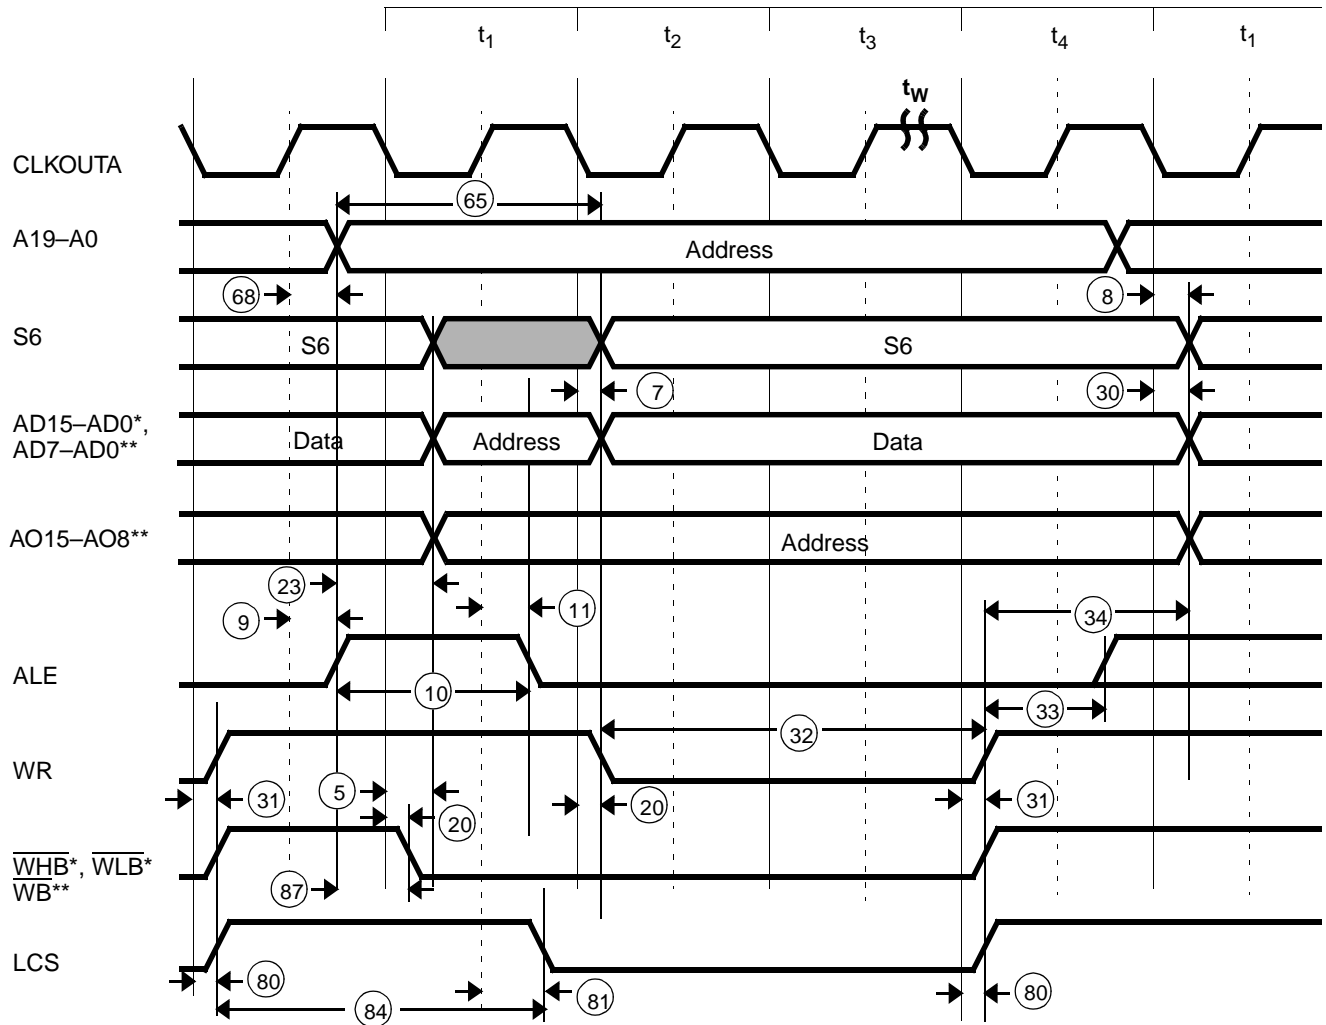 t1 t2 t3 t4 t1
tW
CLKOUTA
65
A19–A0
Address
68 8
S6
S6 S6
7 30
AD15–AD0*,
AD7–AD0**
Data Address Data
AO15–AO8**
Address
23
11
9
34
ALE
10
33
32
WR
31 5 20 31
20
WHB*, WLB*
WB**
87
LCS
80 81 80
84